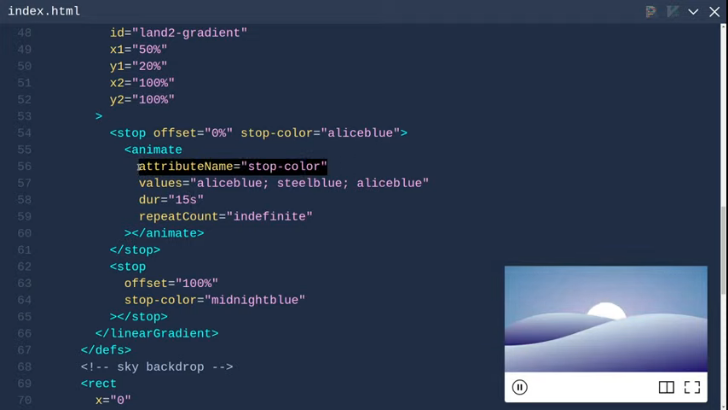 index.html
48 id="land2-gradient"
49 x1="50%"
50 y1="20%"
51 x2="100%"
52 y2="100%"
53 >
54 <stop offset="0%" stop-color="aliceblue">
55 <animate
56 attributeName="stop-color"
57 values="aliceblue; steelblue; aliceblue"
58 dur="15s"
59 repeatCount="indefinite"
60 ></animate>
61 </stop>
62 <stop
63 offset="100%"
64 stop-color="midnightblue"
65 ></stop>
66 </linearGradient>
67 </defs>
68 <!-- sky backdrop -->
69 <rect
70 x="0"